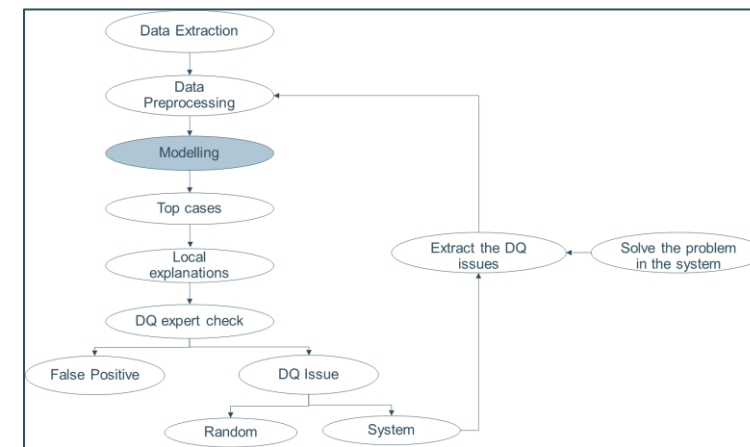 Data Extraction
Data
Preprocessing
Modelling
Top cases
Local
explanations
Extract the DQ
issues
Solve the problem
in the system
DQ expert check
False Positive
DQ Issue
Random
System